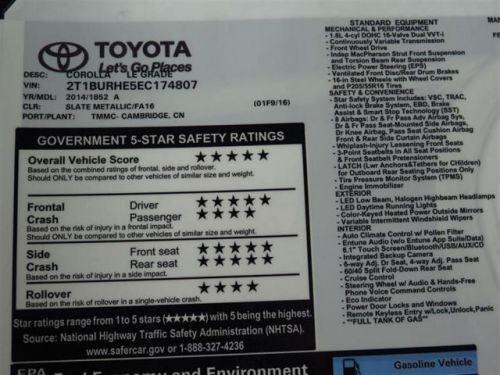 TOYOTA
Let's Go Places
DESC: COROLLA LE GRADE
VIN: 2T1BURHE5EC174807
YR/MDL: 2014/1852 A
CLR: SLATE METALLIC/FA16 (01F9/16)
PORT/PLANT: TMMC- CAMBRIDGE, CN
GOVERNMENT 5-STAR SAFETY RATINGS
Overall Vehicle Score ★★★★★
Based on the combined ratings of frontal, side and rollover.
Should ONLY be compared to other vehicles of similar size and weight.
Frontal Driver ★★★★★
Crash Passenger ★★★★
Based on the risk of injury in a frontal impact.
Should ONLY be compared to other vehicles of similar size and weight.
Side Front seat ★★★★★
Crash Rear seat ★★★★★
Based on the risk of injury in a side impact.
Rollover ★★★★
Based on the risk of rollover in a single-vehicle crash.
Star ratings range from 1 to 5 stars (★★★★★) with 5 being the highest.
Source: National Highway Traffic Safety Administration (NHTSA).
www.safercar.gov or 1-888-327-4236
STANDARD EQUIPMENT
MECHANICAL & PERFORMANCE
- 1.8L 4-cyl DOHC 16-Valve Dual VVT-i
- Continuously Variable Transmission
- Front Wheel Drive
- Indep MacPherson Strut Front Suspension
and Torsion Beam Rear Suspension
- Electric Power Steering (EPS)
- Ventilated Front Disc/Rear Drum Brakes
- 16-in Steel Wheels with Wheel Covers
and P205/55R16 Tires
SAFETY & CONVENIENCE
- Star Safety System Includes: VSC, TRAC,
Anti-lock Brake System, EBD, Brake
Assist & Smart Stop Technology (SST)
- 8 Airbags: Dr & Fr Pass Adv Airbag Sys,
Dr & Fr Pass Seat-Mounted Side Airbags,
Dr Knee Airbag, Pass Seat Cushion Airbag
Front & Rear Side Curtain Airbags
- Whiplash-Injury Lessening Front Seats
- 3-Point Seatbelts in All Seat Positions &
Front Seatbelt Pretensioners
- LATCH (Lwr Anchors&Tethers for CHildren)
for Outboard Rear Seating Positions Only
- Tire Pressure Monitor System (TPMS)
- Engine Immobilizer
EXTERIOR
- LED Low Beam, Halogen Highbeam Headlamps
- LED Daytime Running Lights
- Color-Keyed Heated Power Outside Mirrors
- Variable Intermittent Windshield Wipers
INTERIOR
- Auto Climate Control w/ Pollen Filter
- Entune Audio (w/o Entune App Suite/Data)
6.1" Touch Screen/Bluetooth/USB/AUX/CD
- Integrated Backup Camera
- 6-way Adj. Dr Seat, 4-way Adj. Pass Seat
- 60/40 Split Fold-Down Rear Seat
- Cruise Control
- Steering Wheel w/ Audio & Hands-Free
Phone Voice Command Controls
- Eco Indicator
- Power Door Locks and Windows
- Remote Keyless Entry w/Lock,Unlock,Panic
**FULL TANK OF GAS**
EPA Fuel Economy and Environment
Gasoline Vehicle